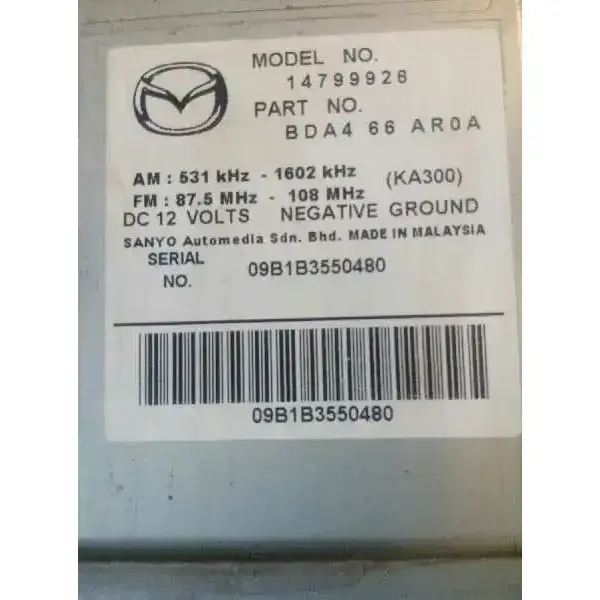 MODEL NO.
14799926
PART NO.
BDA4 66 AR0A
AM : 531 kHz - 1602 kHz (KA300)
FM : 87.5 MHz - 108 MHz
DC 12 VOLTS NEGATIVE GROUND
SANYO Automedia Sdn. Bhd. MADE IN MALAYSIA
SERIAL
NO. 09B1B3550480
09B1B3550480